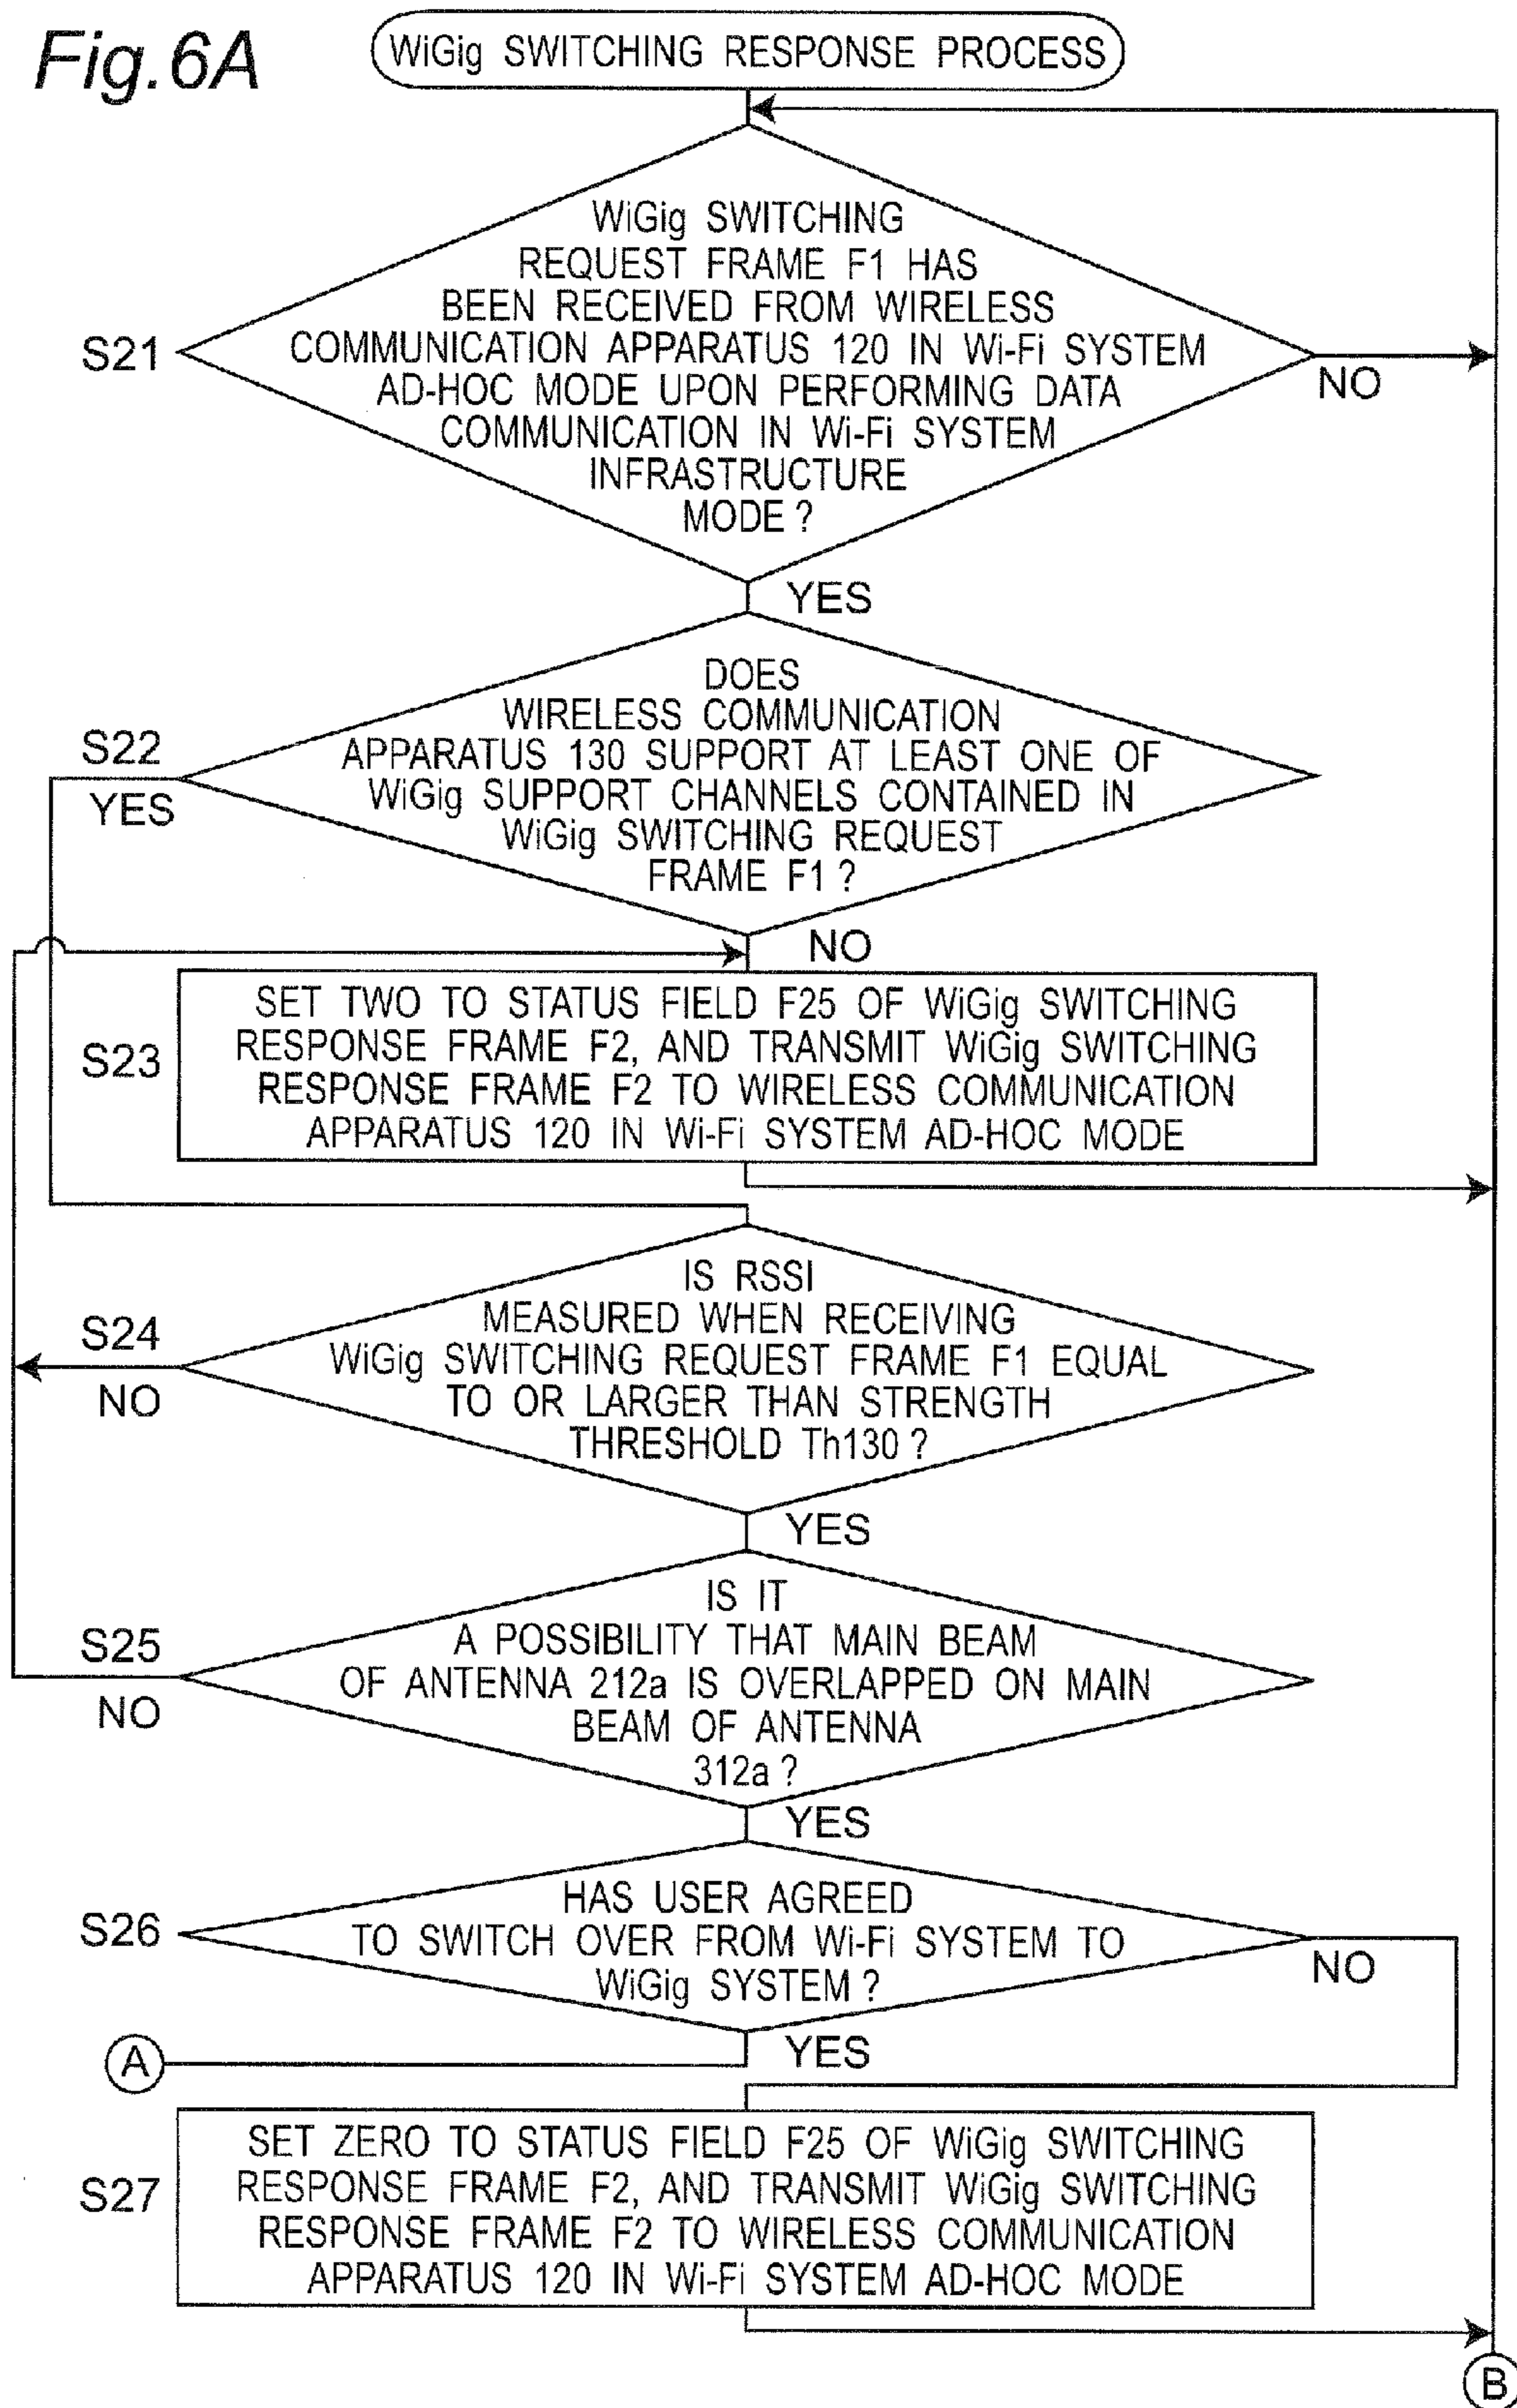 Fig.6A
WiGig SWITCHING RESPONSE PROCESS
WiGig SWITCHING
REQUEST FRAME F1 HAS
BEEN RECEIVED FROM WIRELESS
COMMUNICATION APPARATUS 120 IN Wi-Fi SYSTEM
AD-HOC MODE UPON PERFORMING DATA
COMMUNICATION IN Wi-Fi SYSTEM
INFRASTRUCTURE
MODE ?
S21
NO
YES
DOES
WIRELESS COMMUNICATION
APPARATUS 130 SUPPORT AT LEAST ONE OF
WiGig SUPPORT CHANNELS CONTAINED IN
WiGig SWITCHING REQUEST
FRAME F1 ?
S22
YES
NO
SET TWO TO STATUS FIELD F25 OF WiGig SWITCHING
RESPONSE FRAME F2, AND TRANSMIT WiGig SWITCHING
RESPONSE FRAME F2 TO WIRELESS COMMUNICATION
APPARATUS 120 IN Wi-Fi SYSTEM AD-HOC MODE
S23
IS RSSI
MEASURED WHEN RECEIVING
WiGig SWITCHING REQUEST FRAME F1 EQUAL
TO OR LARGER THAN STRENGTH
THRESHOLD Th130 ?
S24
NO
YES
IS IT
A POSSIBILITY THAT MAIN BEAM
OF ANTENNA 212a IS OVERLAPPED ON MAIN
BEAM OF ANTENNA
312a ?
S25
NO
YES
HAS USER AGREED
TO SWITCH OVER FROM Wi-Fi SYSTEM TO
WiGig SYSTEM ?
S26
NO
YES
A
SET ZERO TO STATUS FIELD F25 OF WiGig SWITCHING
RESPONSE FRAME F2, AND TRANSMIT WiGig SWITCHING
RESPONSE FRAME F2 TO WIRELESS COMMUNICATION
APPARATUS 120 IN Wi-Fi SYSTEM AD-HOC MODE
S27
B